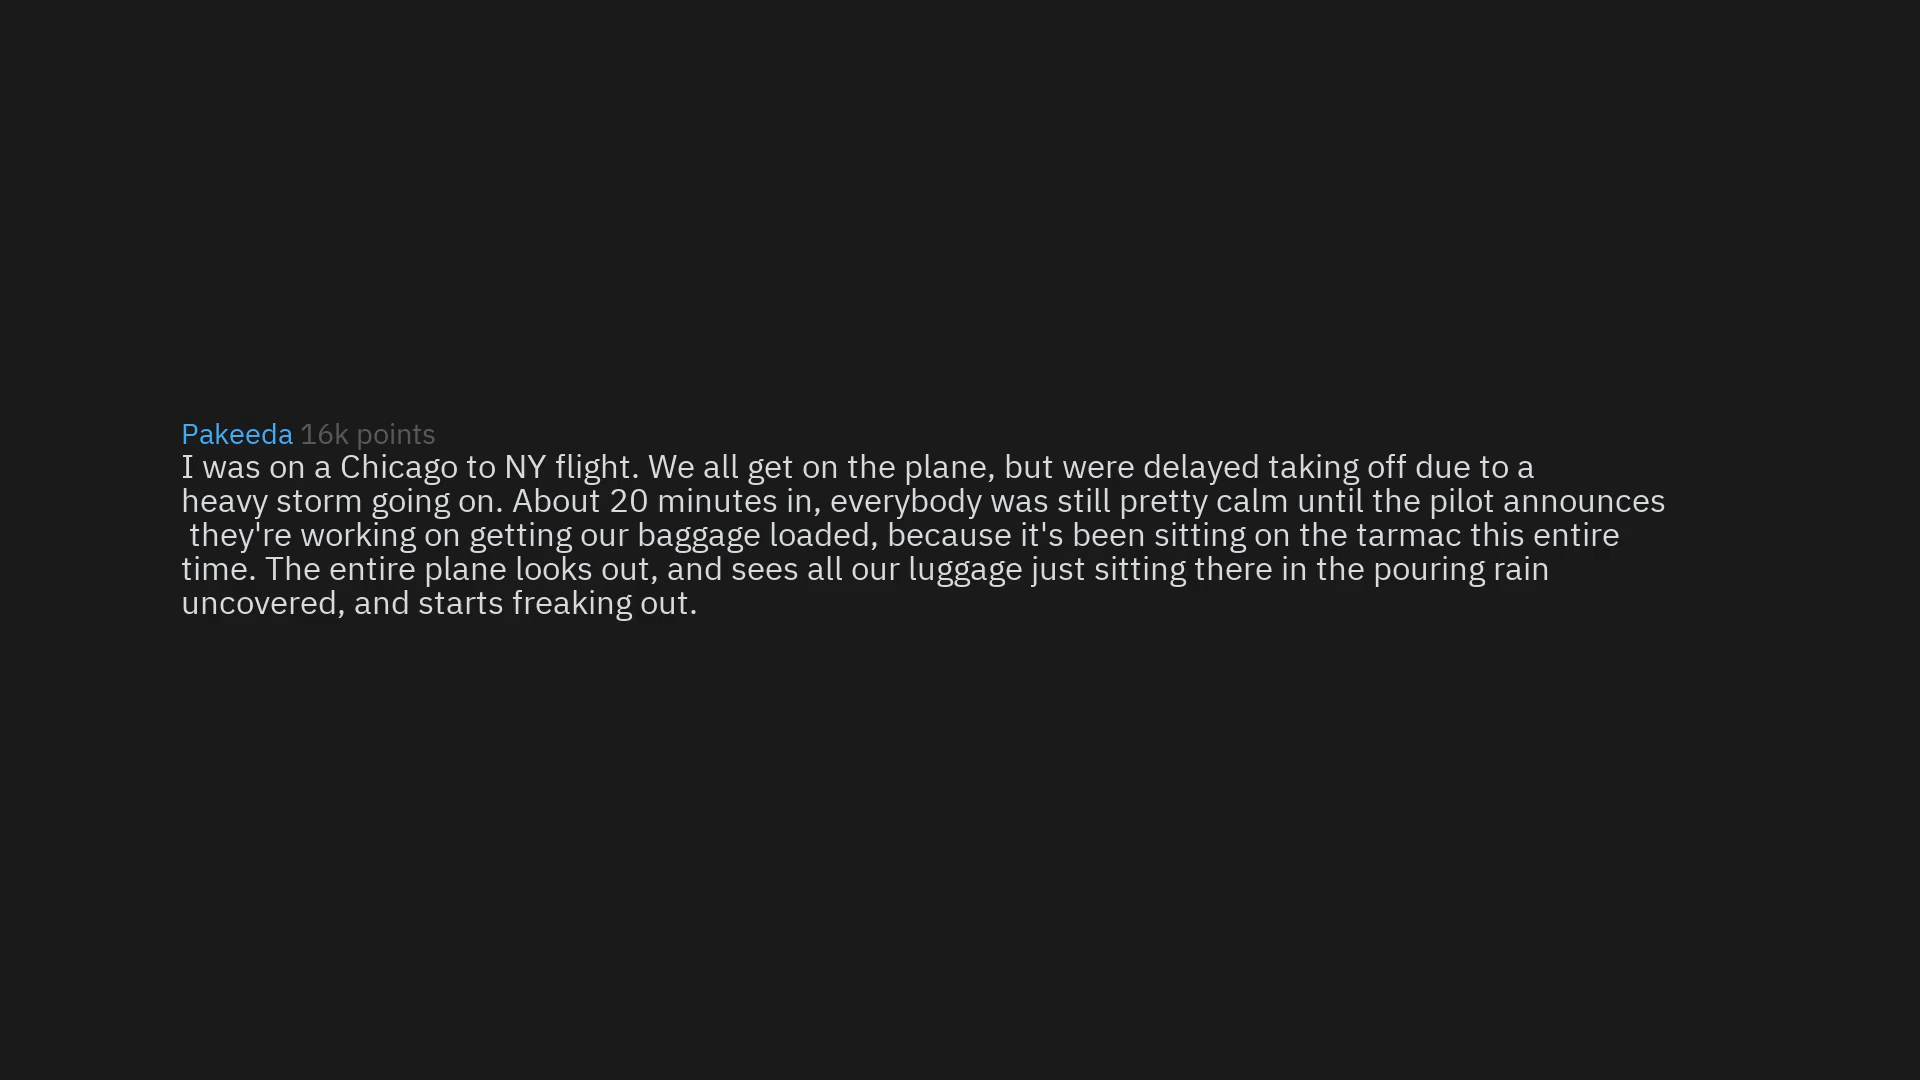 Pakeeda 16k points
I was on a Chicago to NY flight. We all get on the plane, but were delayed taking off due to a
heavy storm going on. About 20 minutes in, everybody was still pretty calm until the pilot announces
they're working on getting our baggage loaded, because it's been sitting on the tarmac this entire
time. The entire plane looks out, and sees all our luggage just sitting there in the pouring rain
uncovered, and starts freaking out.